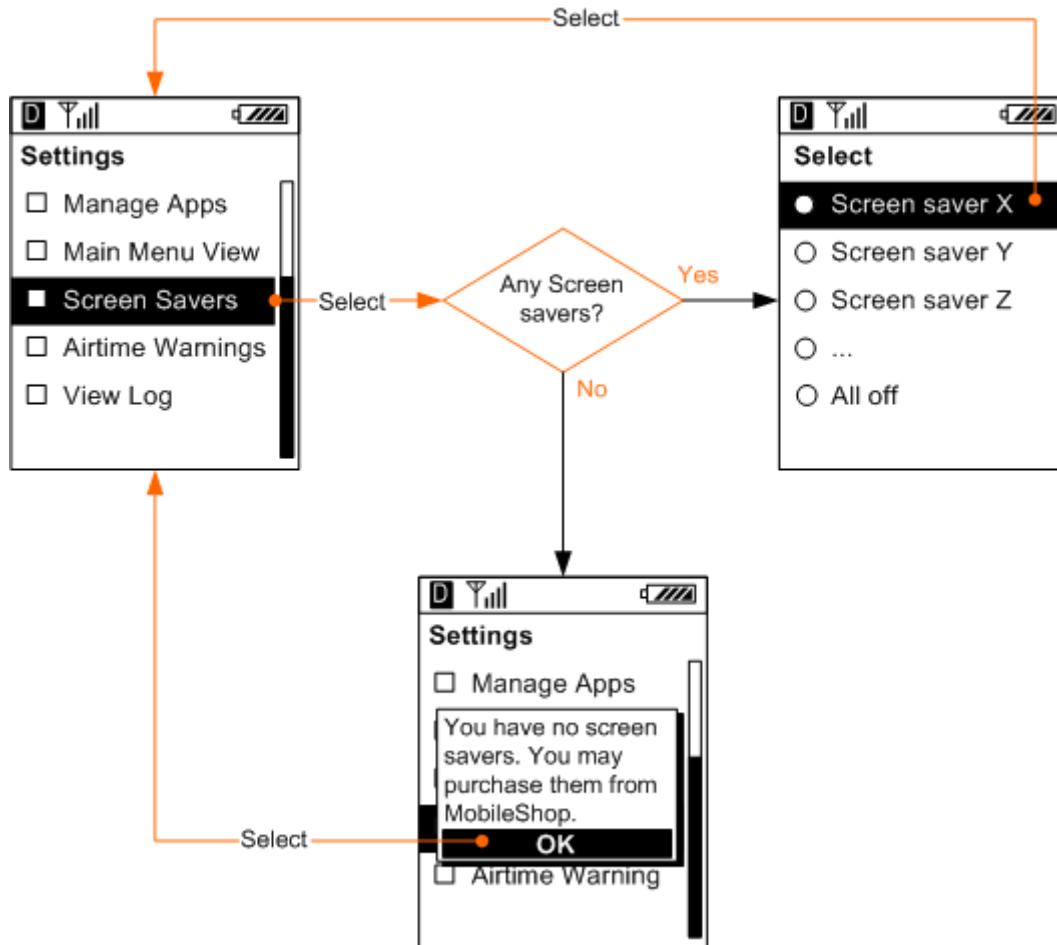 Select
D
Settings
Manage Apps
Main Menu View
Screen Savers
Airtime Warnings
View Log
Select
Any Screen
savers?
Yes
No
D
Select
Screen saver X
Screen saver Y
Screen saver Z
...
All off
D
Settings
Manage Apps
You have no screen
savers. You may
purchase them from
MobileShop.
OK
Airtime Warning
Select